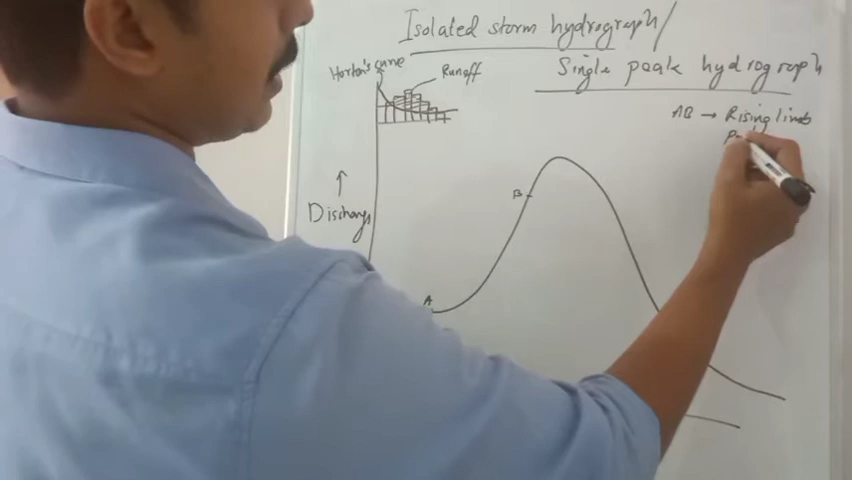 Isolated storm hydrograph/
Single peak hydrograph
Horton's curve
Runoff
AB → Rising limb
Discharge
B
A